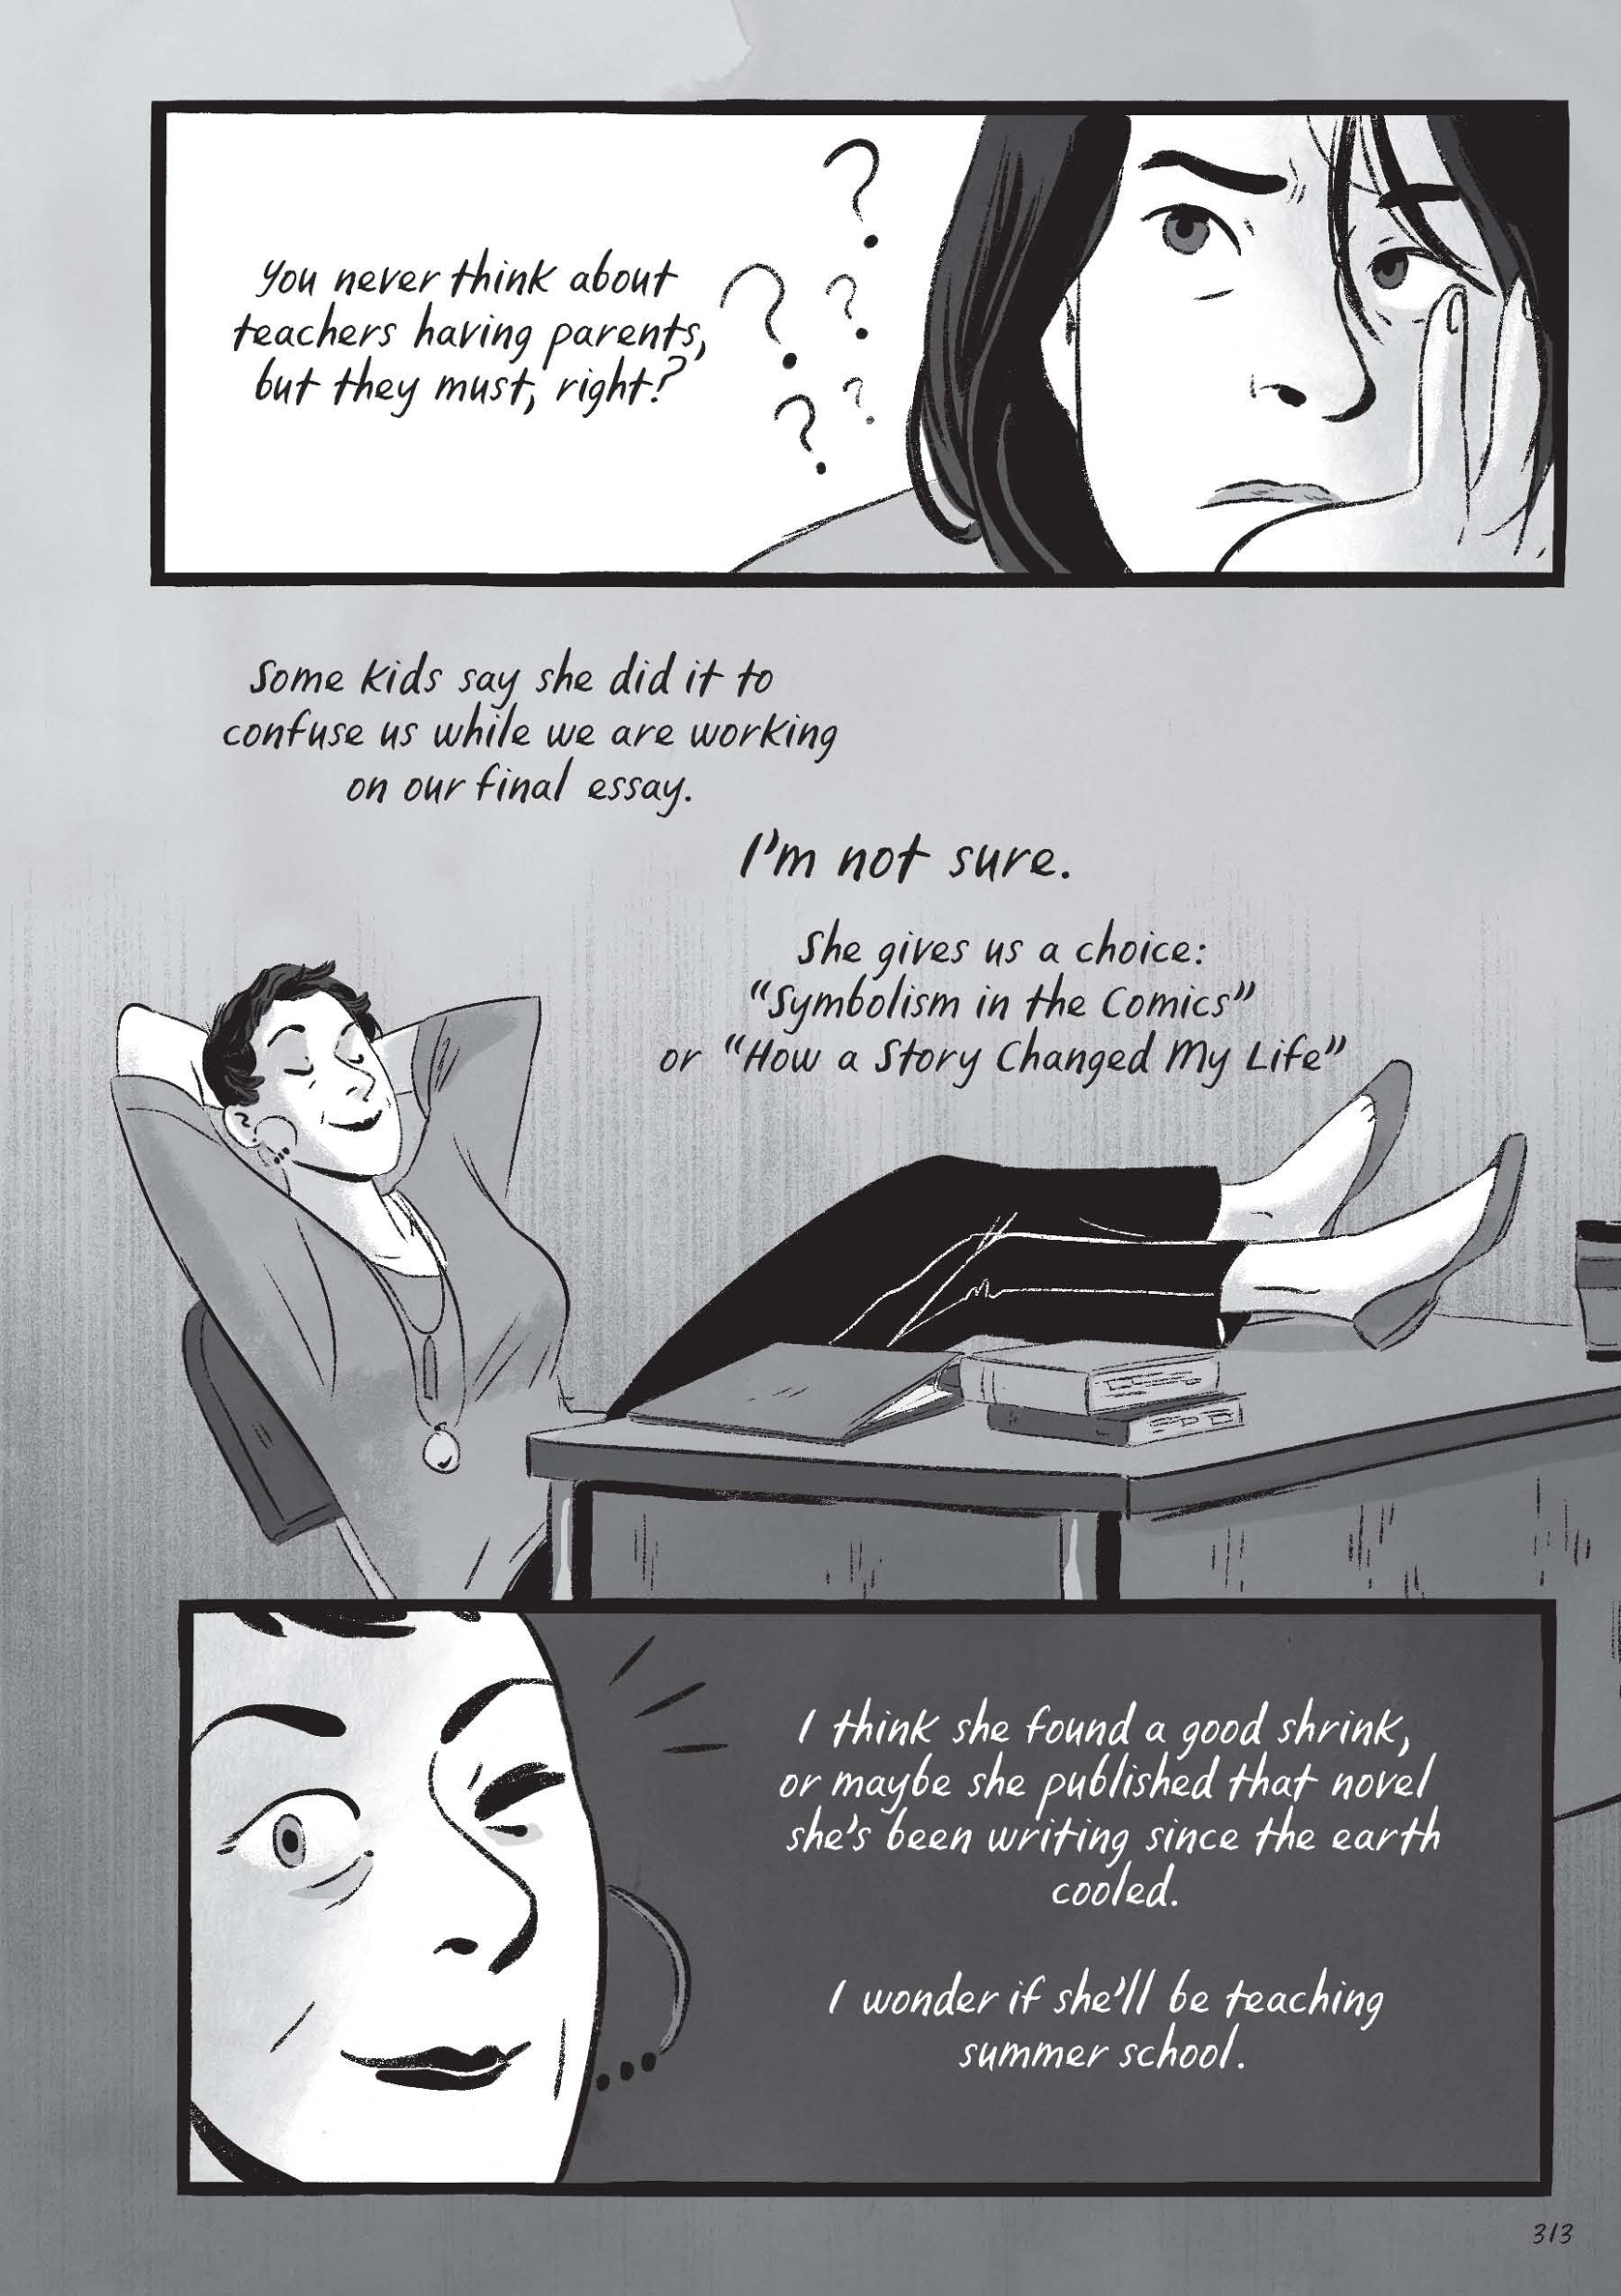 You never think about
teachers having parents,
but they must, right?
? ? ? ? ?
Some kids say she did it to
confuse us while we are working
on our final essay.
I'm not sure.
She gives us a choice:
"Symbolism in the Comics"
or "How a Story Changed My Life"
I think she found a good shrink,
or maybe she published that novel
she's been writing since the earth
cooled.
I wonder if she'll be teaching
summer school.
313